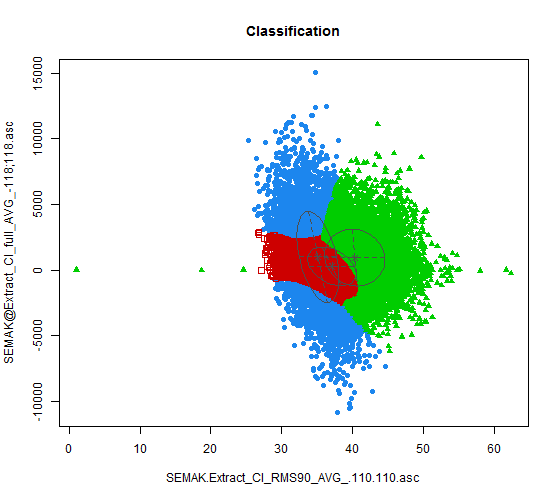 Classification
SEMAK@Extract_CI_full_AVG_-118;118.asc
15000
10000
5000
0
-5000
-10000
0 10 20 30 40 50 60
SEMAK.Extract_CI_RMS90_AVG_.110.110.asc